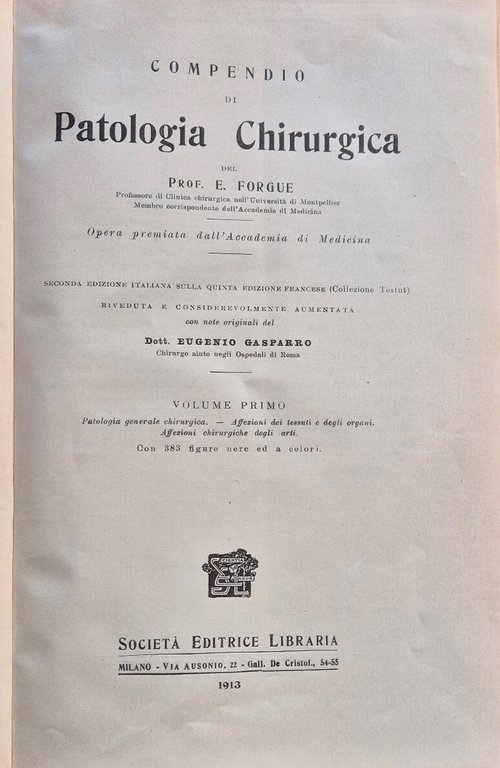 COMPENDIO
DI
Patologia Chirurgica
DEL
PROF. E. FORGUE
Professore di Clinica chirurgica nell'Università di Montpellier
Membro corrispondente dell'Accademia di Medicina
Opera premiata dall'Accademia di Medicina
SECONDA EDIZIONE ITALIANA SULLA QUINTA EDIZIONE FRANCESE (Collezione Testut)
RIVEDUTA E CONSIDEREVOLMENTE AUMENTATA
con note originali del
Dott. EUGENIO GASPARRO
Chirurgo aiuto negli Ospedali di Roma
VOLUME PRIMO
Patologia generale chirurgica. — Affezioni dei tessuti e degli organi.
Affezioni chirurgiche degli arti.
Con 383 figure nere ed a colori.
SOCIETÀ EDITRICE LIBRARIA
MILANO - VIA AUSONIO, 22 - Gall. De Cristof., 54-55
1913